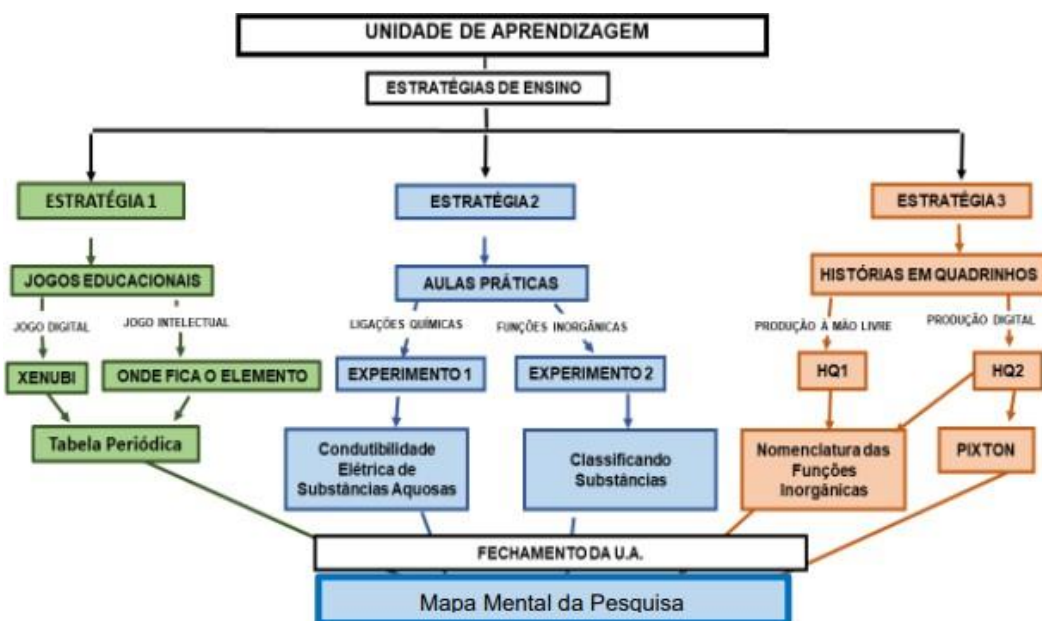 UNIDADE DE APRENDIZAGEM
ESTRATÉGIAS DE ENSINO
ESTRATÉGIA 1
ESTRATÉGIA 2
ESTRATÉGIA 3
JOGOS EDUCACIONAIS
AULAS PRÁTICAS
HISTÓRIAS EM QUADRINHOS
JOGO DIGITAL
JOGO INTELECTUAL
LIGAÇÕES QUÍMICAS
FUNÇÕES INORGÂNICAS
PRODUÇÃO À MÃO LIVRE
PRODUÇÃO DIGITAL
XENUBI
ONDE FICA O ELEMENTO
EXPERIMENTO 1
EXPERIMENTO 2
HQ1
HQ2
Tabela Periódica
Condutibilidade
Elétrica de
Substâncias Aquosas
Classificando
Substâncias
Nomenclatura das
Funções
Inorgânicas
PIXTON
FECHAMENTO DA U.A.
Mapa Mental da Pesquisa